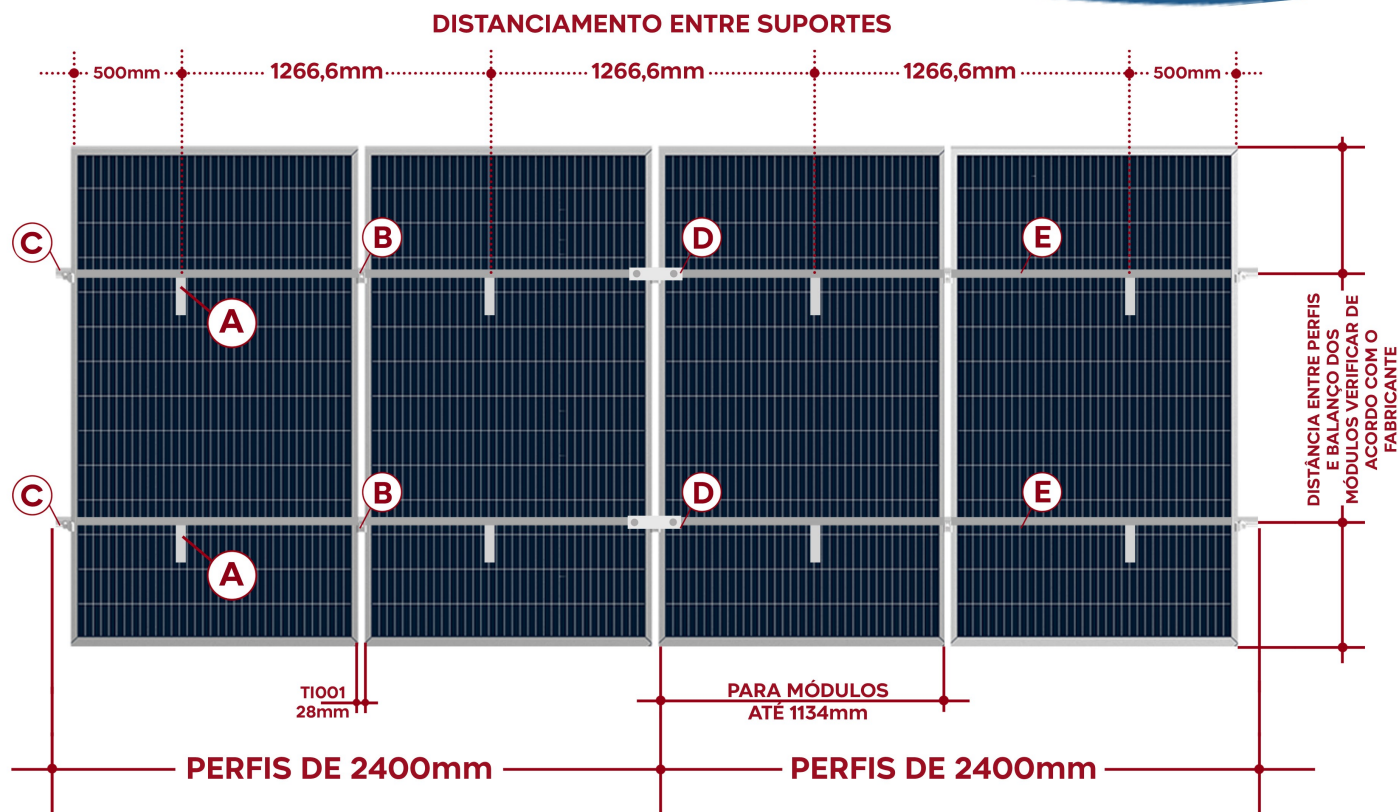 DISTANCIAMENTO ENTRE SUPORTES
500mm
1266,6mm
1266,6mm
1266,6mm
500mm
C
B
D
E
A
C
B
D
E
A
DISTÂNCIA ENTRE PERFIS
E BALANÇO DOS
MÓDULOS VERIFICAR DE
ACORDO COM O
FABRICANTE
TI001
28mm
PARA MÓDULOS
ATÉ 1134mm
PERFIS DE 2400mm
PERFIS DE 2400mm